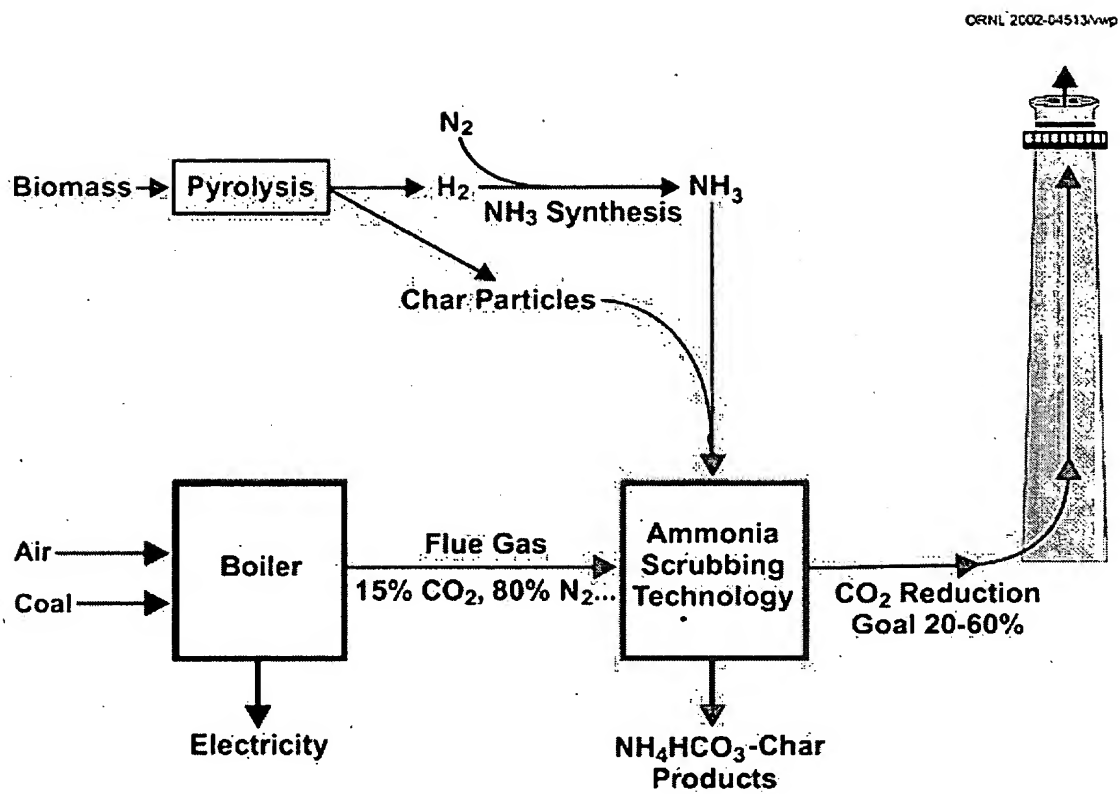 ORNL 2002-04513/vwp
N₂
Biomass
Pyrolysis
H₂
NH₃
NH₃ Synthesis
Char Particles
Air
Coal
Boiler
Flue Gas
15% CO₂, 80% N₂...
Ammonia
Scrubbing
Technology
CO₂ Reduction
Goal 20-60%
Electricity
NH₄HCO₃-Char
Products